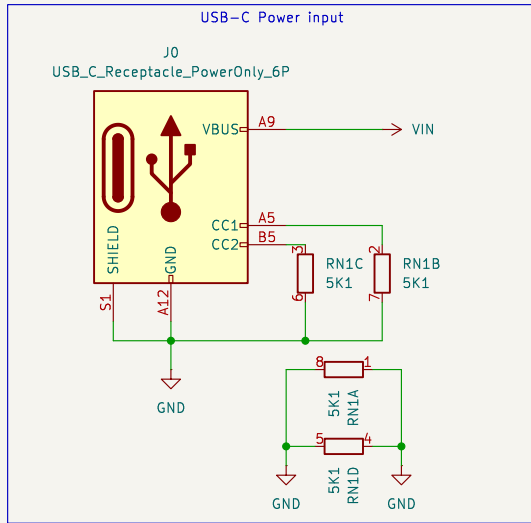 USB-C Power input
J0
USB_C_Receptacle_PowerOnly_6P
VBUS
A9
VIN
CC1
A5
CC2
B5
SHIELD
GND
S1
A12
3
RN1C
5K1
6
2
RN1B
5K1
7
GND
8
1
5K1
RN1A
5
4
5K1
RN1D
GND
GND